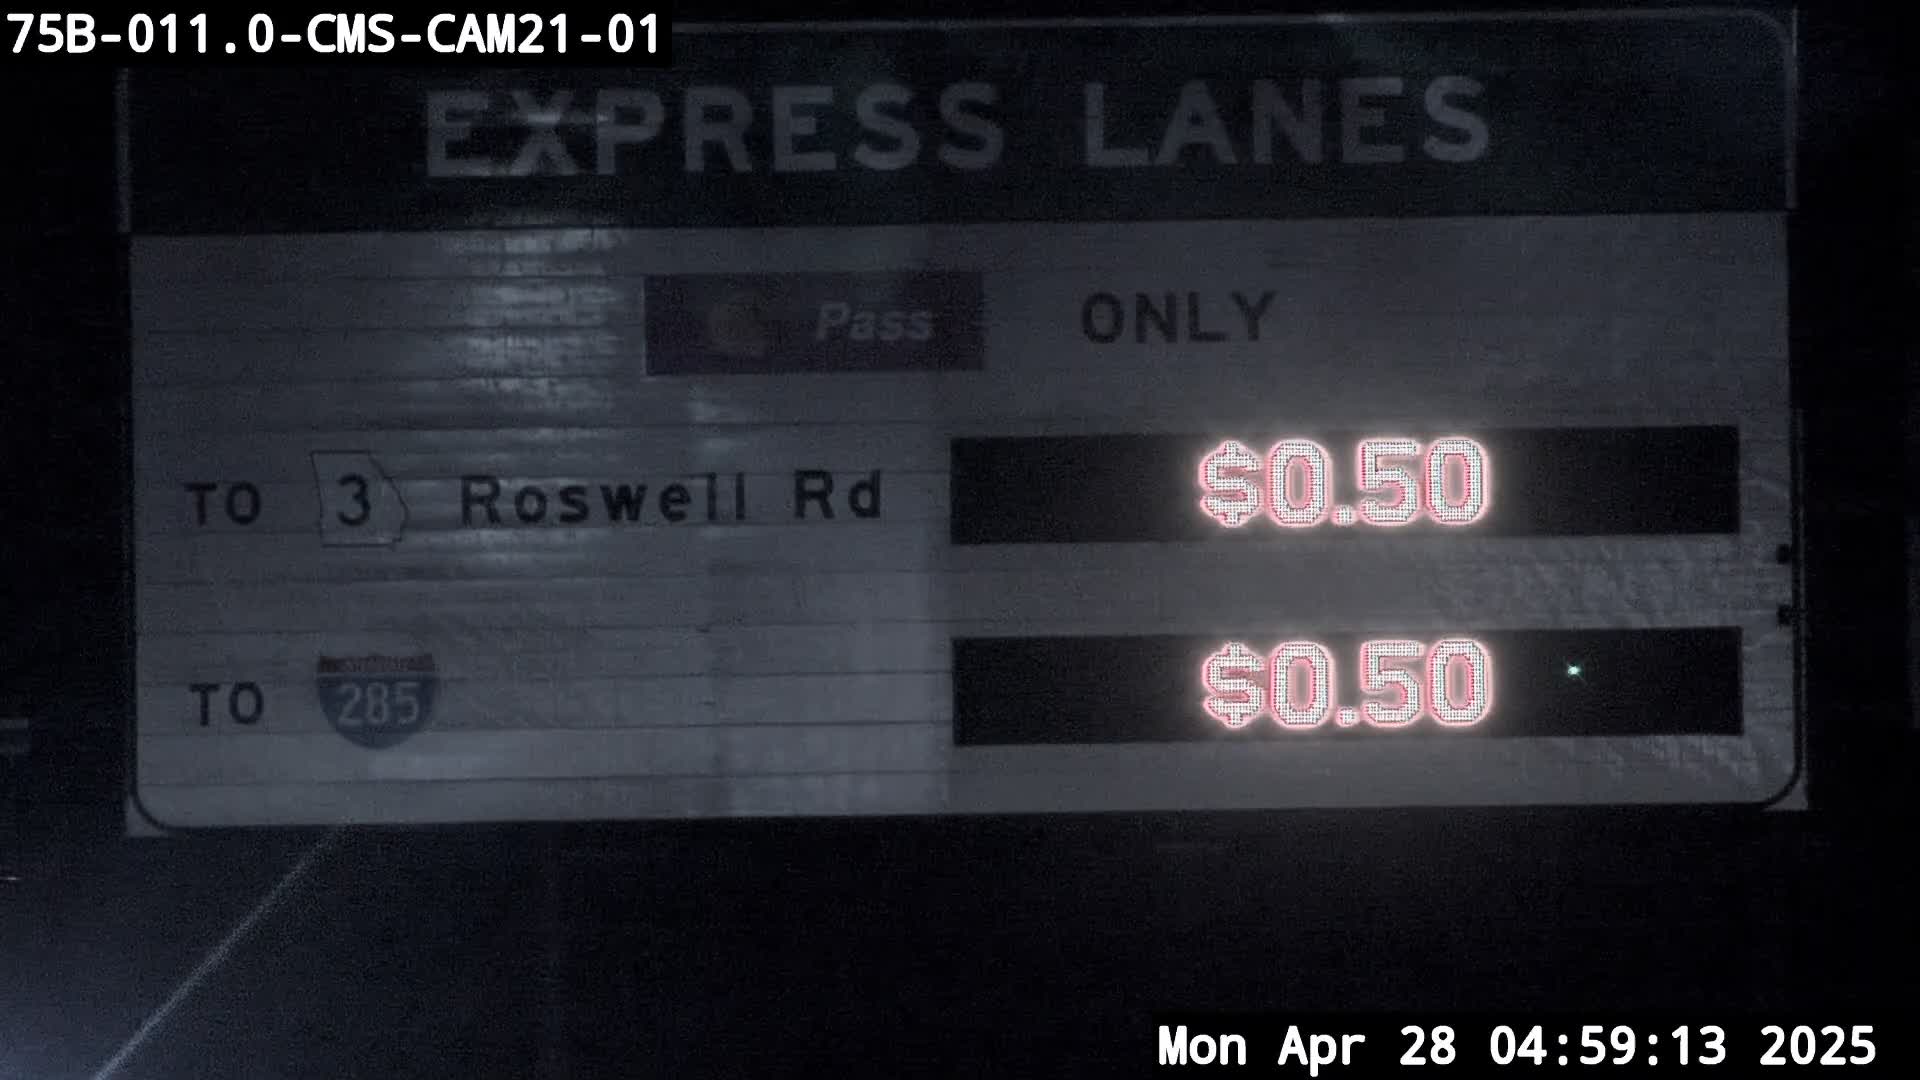 75B-011.0-CMS-CAM21-01
EXPRESS LANES
Pass ONLY
TO 3 Roswell Rd $0.50
TO 285 $0.50
Mon Apr 28 04:59:13 2025